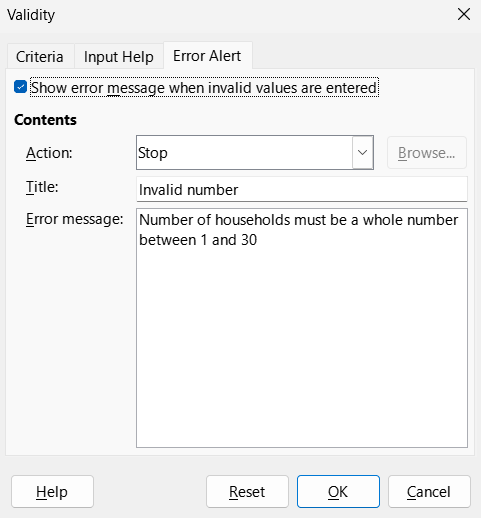 Validity
Criteria
Input Help
Error Alert
Show error message when invalid values are entered
Contents
Action:
Stop
Browse...
Title:
Invalid number
Error message:
Number of households must be a whole number
between 1 and 30
Help
Reset
OK
Cancel